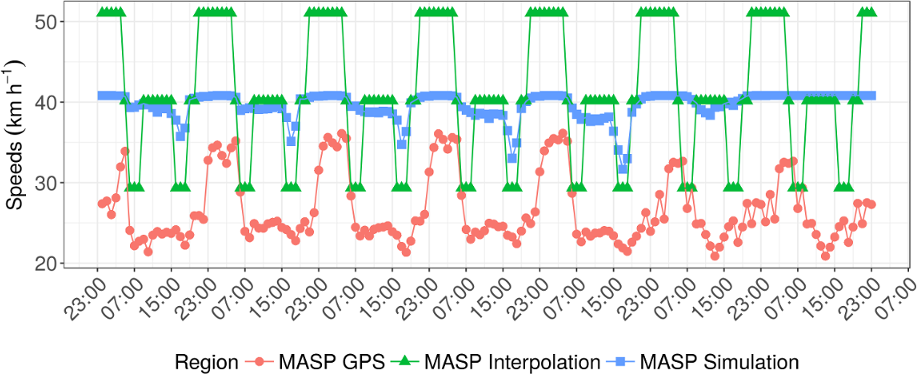 Speeds (km h⁻¹)
50
40
30
20
23:00 07:00 15:00 23:00 07:00 15:00 23:00 07:00 15:00 23:00 07:00 15:00 23:00 07:00 15:00 23:00 07:00 15:00 23:00 07:00 15:00 23:00 07:00
Region MASP GPS MASP Interpolation MASP Simulation